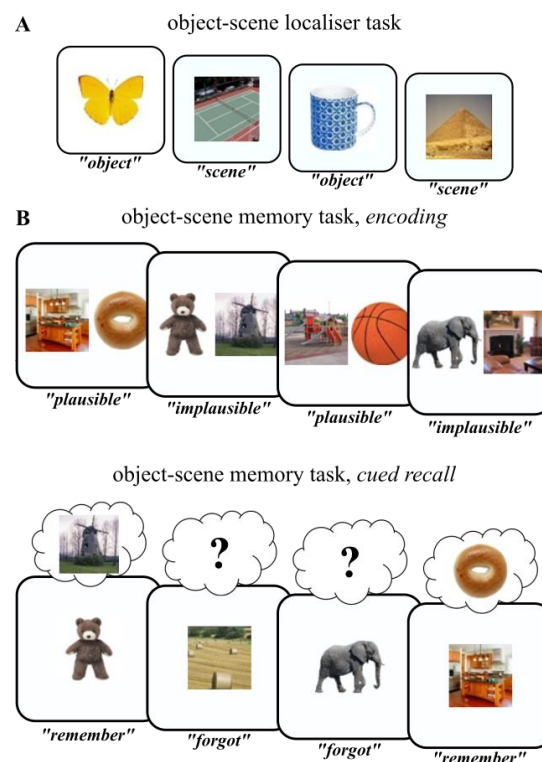 A
object-scene localiser task
"object"
"scene"
"object"
"scene"
B
object-scene memory task, encoding
"plausible"
"implausible"
"plausible"
"implausible"
object-scene memory task, cued recall
?
?
"remember"
"forgot"
"forgot"
"remember"